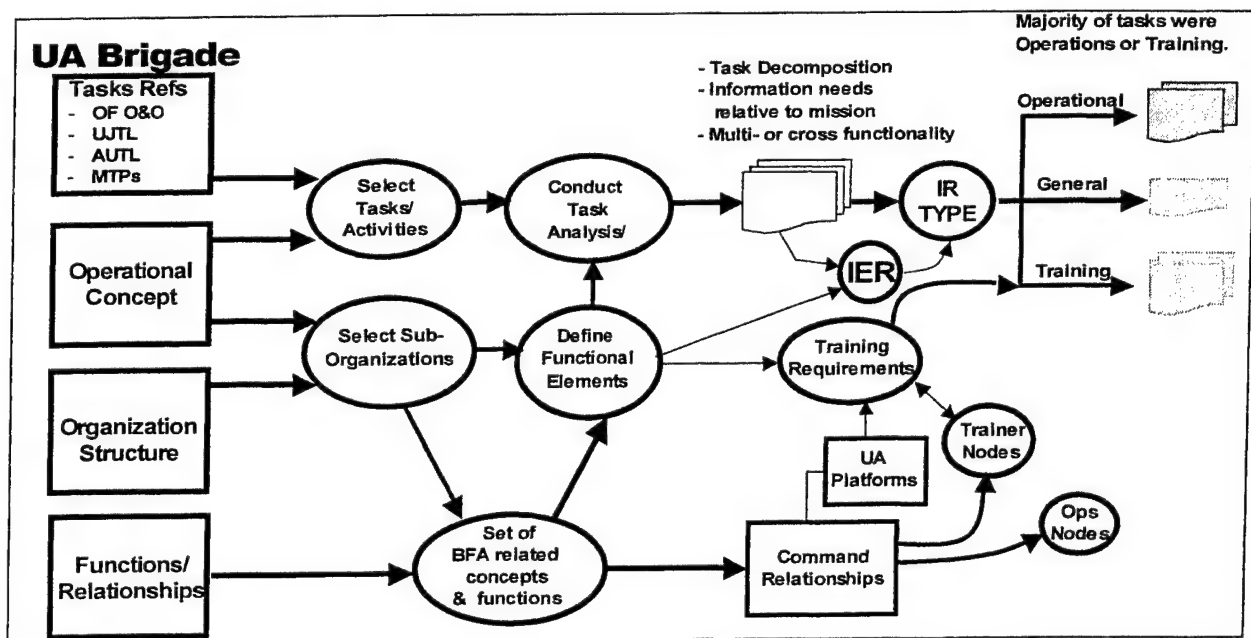 UA Brigade
Tasks Refs
- OF O&O
- UJTL
- AUTL
- MTPs
Operational
Concept
Organization
Structure
Functions/
Relationships
Select
Tasks/
Activities
Conduct
Task
Analysis/
Select Sub-
Organizations
Define
Functional
Elements
Set of
BFA related
concepts
& functions
- Task Decomposition
- Information needs
relative to mission
- Multi- or cross functionality
IR
TYPE
IER
Training
Requirements
UA
Platforms
Trainer
Nodes
Command
Relationships
Ops
Nodes
Majority of tasks were
Operations or Training.
Operational
General
Training